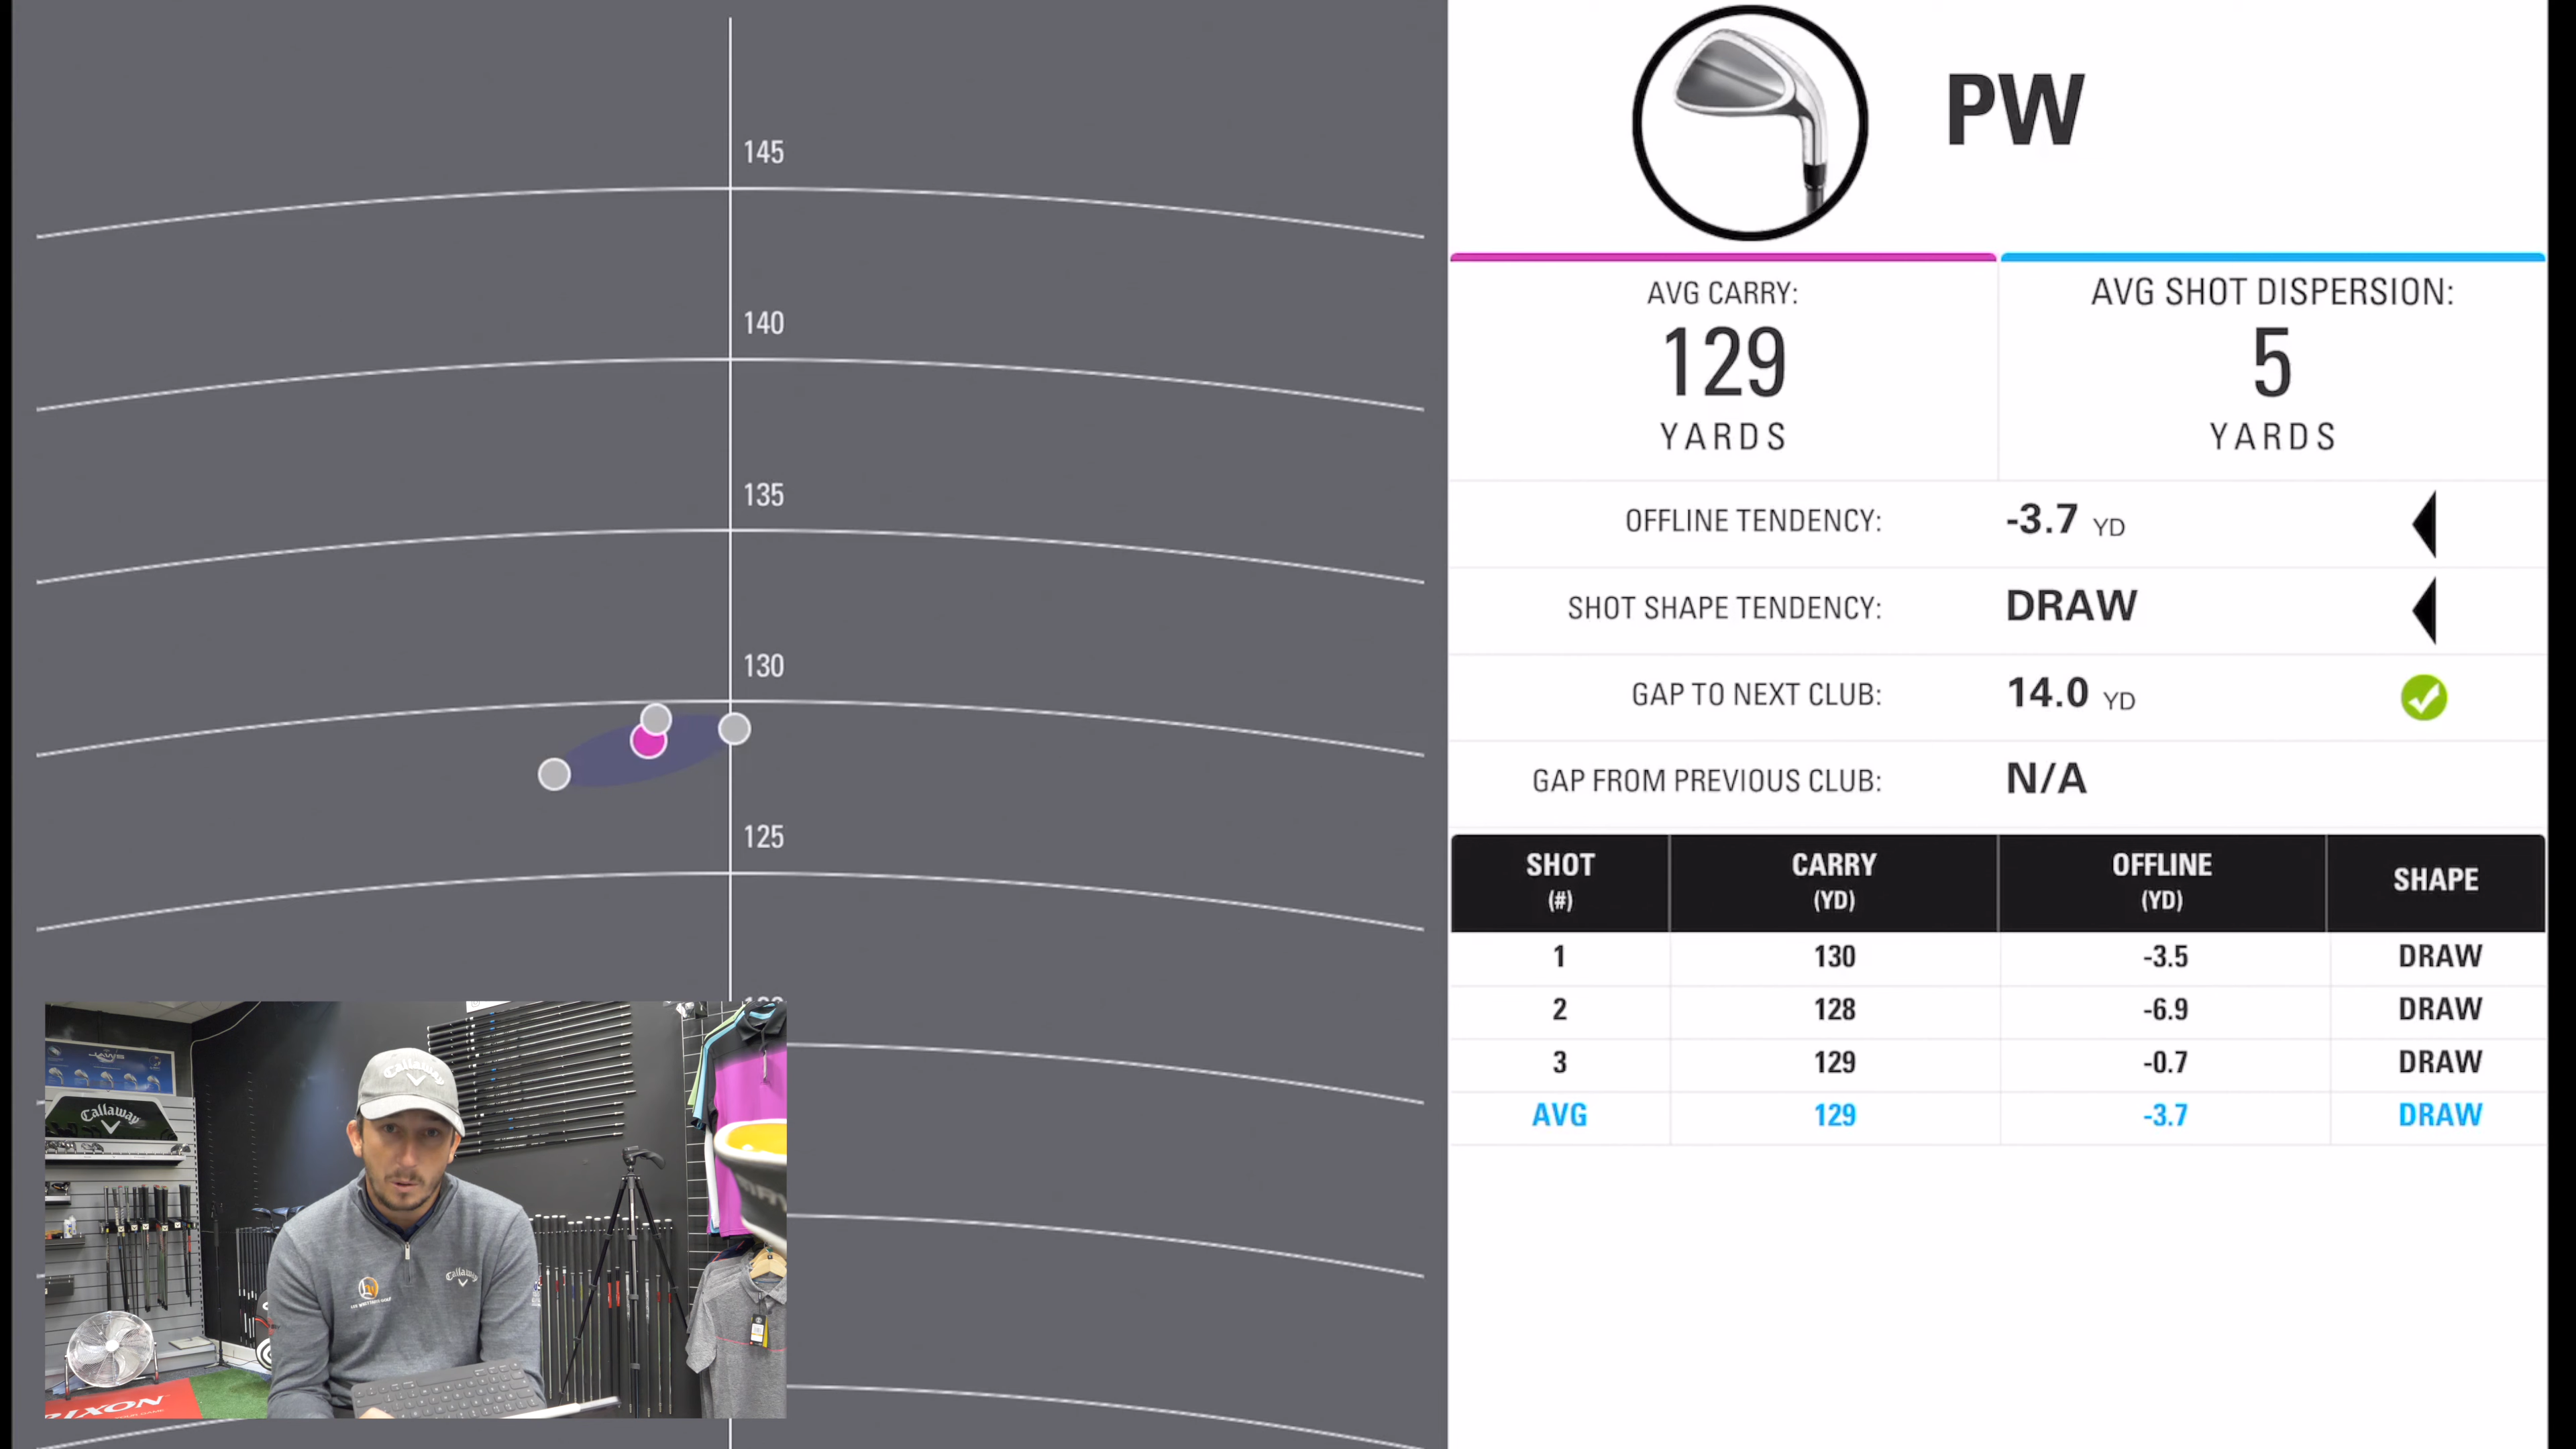 145
140
135
130
125
PW
AVG CARRY:
129
YARDS
AVG SHOT DISPERSION:
5
YARDS
OFFLINE TENDENCY: -3.7 YD
SHOT SHAPE TENDENCY: DRAW
GAP TO NEXT CLUB: 14.0 YD
GAP FROM PREVIOUS CLUB: N/A
SHOT (#) CARRY (YD) OFFLINE (YD) SHAPE
1 130 -3.5 DRAW
2 128 -6.9 DRAW
3 129 -0.7 DRAW
AVG 129 -3.7 DRAW
JAWS
Callaway
Callaway
Callaway
RIXON